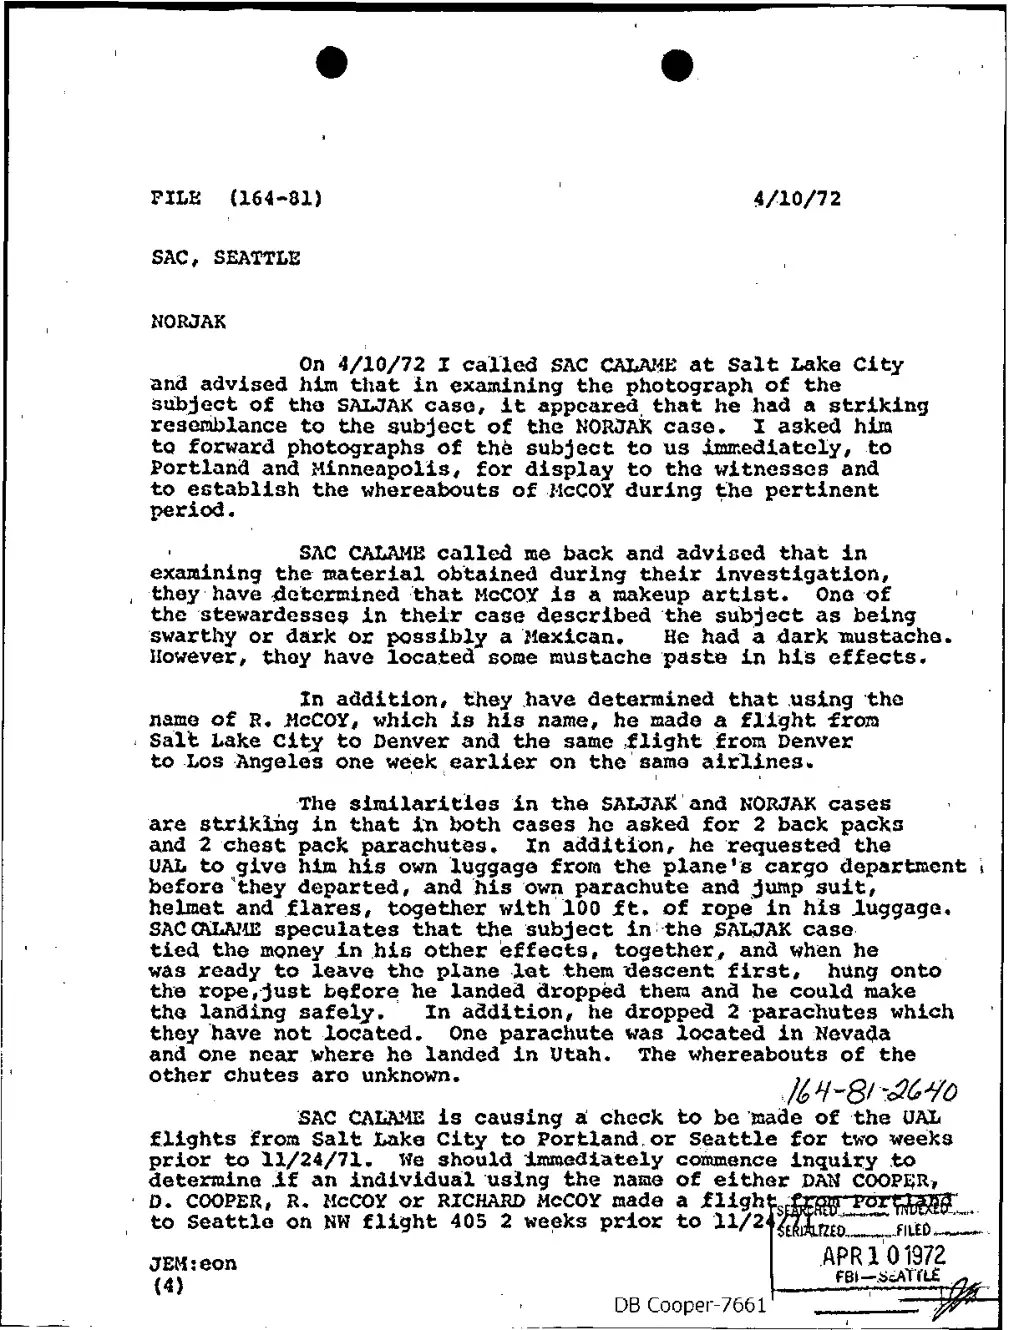 FILE (164-81) 4/10/72
SAC, SEATTLE
NORJAK
On 4/10/72 I called SAC CALAME at Salt Lake City
and advised him that in examining the photograph of the
subject of the SALJAK case, it appeared that he had a striking
resemblance to the subject of the NORJAK case. I asked him
to forward photographs of the subject to us immediately, to
Portland and Minneapolis, for display to the witnesses and
to establish the whereabouts of McCOY during the pertinent
period.
SAC CALAME called me back and advised that in
examining the material obtained during their investigation,
they have determined that McCOY is a makeup artist. One of
the stewardesses in their case described the subject as being
swarthy or dark or possibly a Mexican. He had a dark mustache.
However, they have located some mustache paste in his effects.
In addition, they have determined that using the
name of R. McCOY, which is his name, he made a flight from
Salt Lake City to Denver and the same flight from Denver
to Los Angeles one week earlier on the same airlines.
The similarities in the SALJAK and NORJAK cases
are striking in that in both cases he asked for 2 back packs
and 2 chest pack parachutes. In addition, he requested the
UAL to give him his own luggage from the plane's cargo department
before they departed, and his own parachute and jump suit,
helmet and flares, together with 100 ft. of rope in his luggage.
SAC CALAME speculates that the subject in the SALJAK case
tied the money in his other effects, together, and when he
was ready to leave the plane let them descent first, hung onto
the rope, just before he landed dropped them and he could make
the landing safely. In addition, he dropped 2 parachutes which
they have not located. One parachute was located in Nevada
and one near where he landed in Utah. The whereabouts of the
other chutes are unknown.
164-81-2640
SAC CALAME is causing a check to be made of the UAL
flights from Salt Lake City to Portland or Seattle for two weeks
prior to 11/24/71. We should immediately commence inquiry to
determine if an individual using the name of either DAN COOPER,
D. COOPER, R. McCOY or RICHARD McCOY made a flight from Portland
to Seattle on NW flight 405 2 weeks prior to 11/24/71.
SEARCHED INDEXED
SERIALIZED FILED
APR 10 1972
FBI-SEATTLE
JEM:eon
(4)
DB Cooper-7661